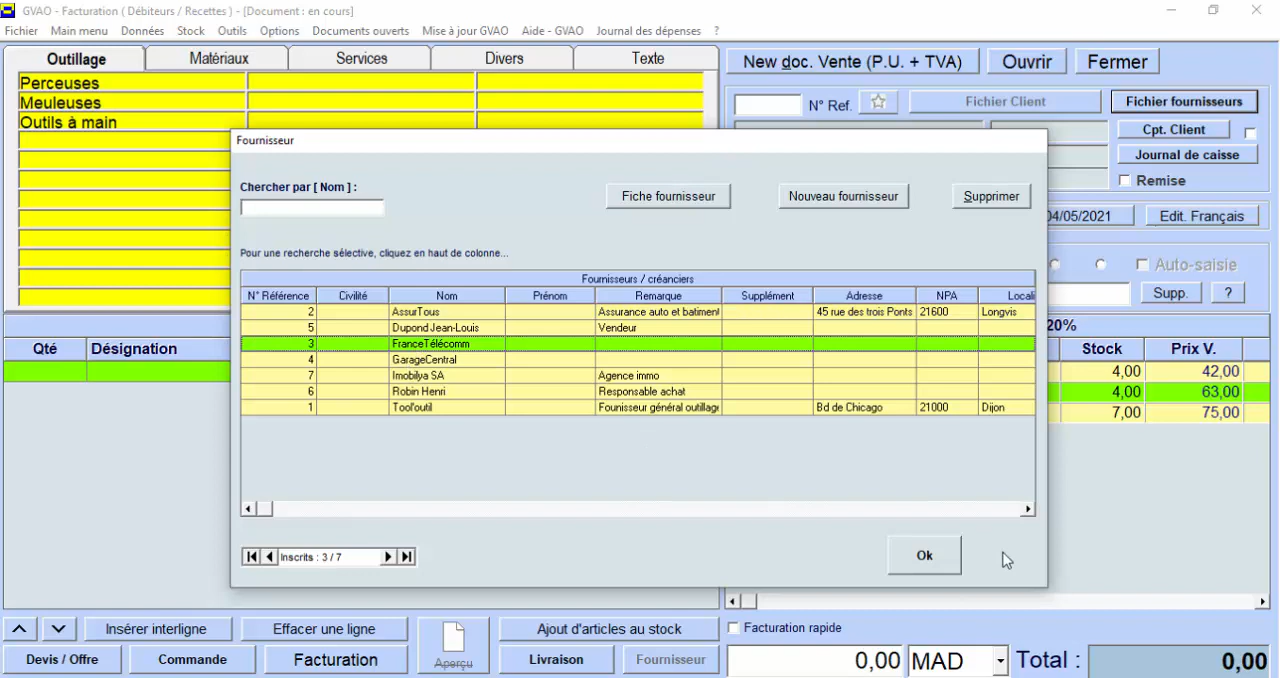 GVAO - Facturation ( Débiteurs / Recettes ) - [Document : en cours]
Fichier Main menu Données Stock Outils Options Documents ouverts Mise à jour GVAO Aide - GVAO Journal des dépenses ?
Outillage Matériaux Services Divers Texte
New doc. Vente (P.U. + TVA) Ouvrir Fermer
Perceuses
Meuleuses
Outils à main
N° Ref. Fichier Client Fichier fournisseurs
Cpt. Client
Journal de caisse
Remise
04/05/2021 Edit. Français
Auto-saisie
Supp. ?
20%
Qté Désignation
Stock Prix V.
4,00 42,00
4,00 63,00
7,00 75,00
Fournisseur
Chercher par [ Nom ] :
Fiche fournisseur Nouveau fournisseur Supprimer
Pour une recherche sélective, cliquez en haut de colonne...
Fournisseurs / créanciers
N° Référence Civilité Nom Prénom Remarque Supplément Adresse NPA Locali
2 AssurTous Assurance auto et batiment 45 rue des trois Ponts 21600 Longvis
5 Dupond Jean-Louis Vendeur
3 FranceTélécomm
4 GarageCentral
7 Imobilya SA Agence immo
6 Robin Henri Responsable achat
1 Tool'outil Founisseur général outillage Bd de Chicago 21000 Dijon
Inscrits : 3 / 7
Ok
Insérer interligne Effacer une ligne Aperçu Ajout d'articles au stock Facturation rapide
Devis / Offre Commande Facturation Livraison Fournisseur 0,00 MAD Total : 0,00